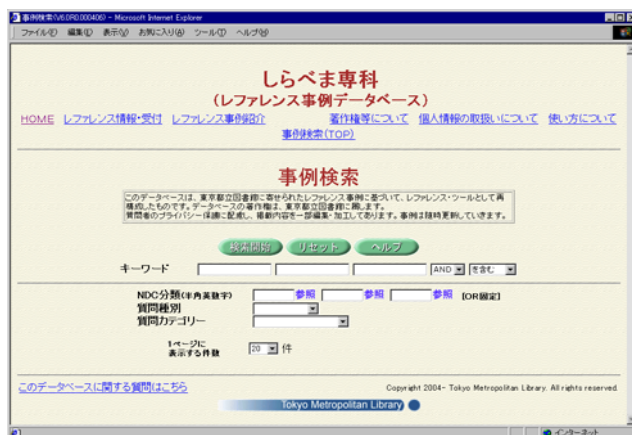 事例検索(V6.0R0.000406) - Microsoft Internet Explorer
ファイル(F) 編集(E) 表示(V) お気に入り(A) ツール(T) ヘルプ(H)
しらべま専科
(レファレンス事例データベース)
HOME レファレンス情報・受付 レファレンス事例紹介 著作権等について 個人情報の取扱いについて 使い方について
事例検索(TOP)
事例検索
このデータベースは、東京都立図書館に寄せられたレファレンス事例に基づいて、レファレンス・ツールとして再
構成したものです。データベースの著作権は、東京都立図書館に属します。
質問者のプライバシー保護に配慮し、掲載内容を一部編集・加工してあります。事例は随時更新していきます。
検索開始 リセット ヘルプ
キーワード AND を含む
NDC分類(半角英数字) 参照 参照 参照 [OR固定]
質問種別
質問カテゴリー
1ページに
表示する件数 20 件
このデータベースに関する質問はこちら Copyright 2004- Tokyo Metropolitan Library. All rights reserved.
Tokyo Metropolitan Library
インターネット